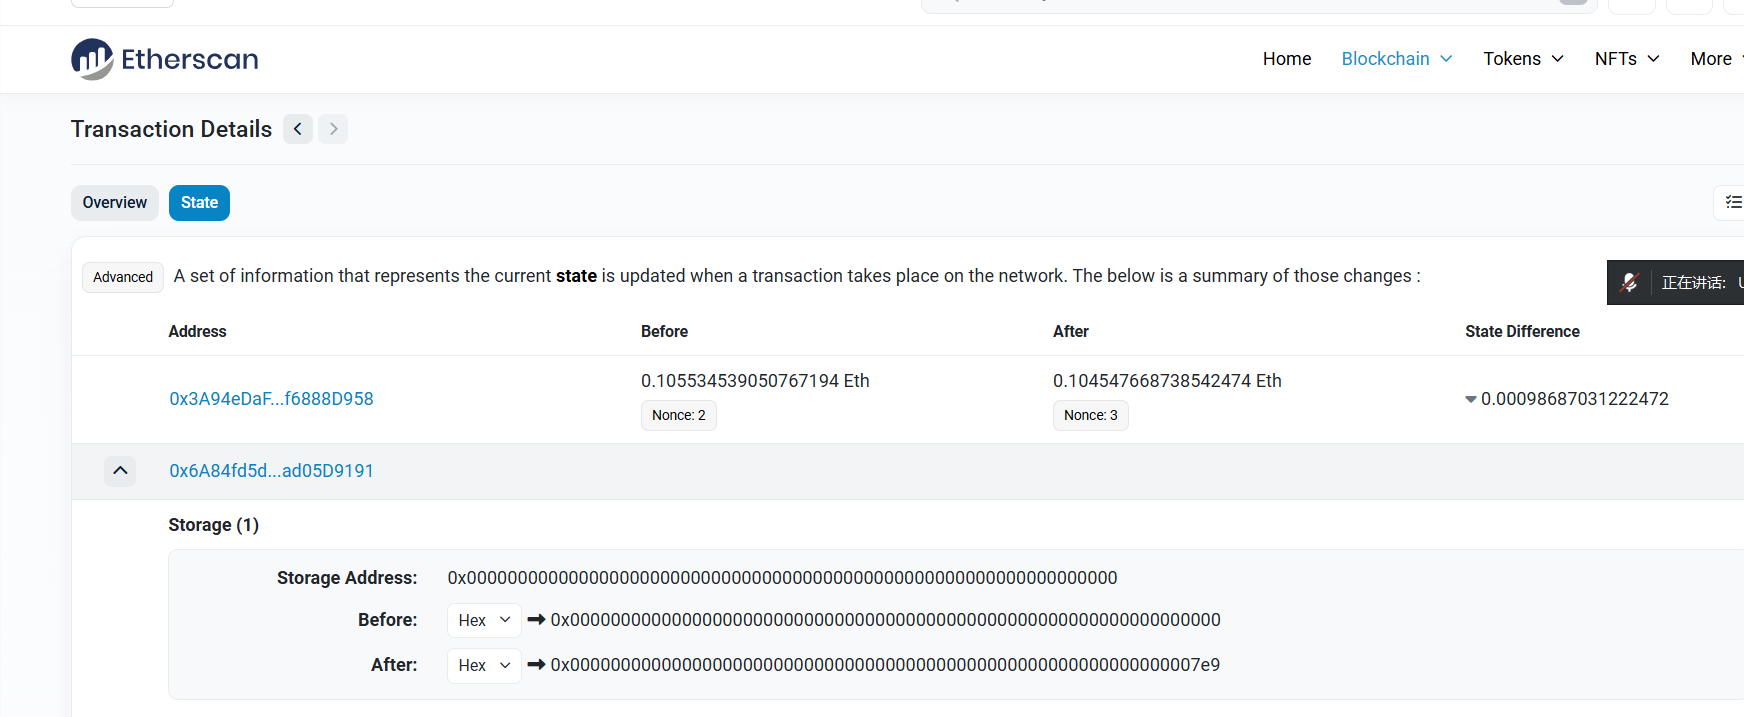 Etherscan
Home Blockchain Tokens NFTs More
Transaction Details
Overview State
Advanced A set of information that represents the current state is updated when a transaction takes place on the network. The below is a summary of those changes :
正在讲话:
Address Before After State Difference
0x3A94eDaF...f6888D958 0.105534539050767194 Eth 0.104547668738542474 Eth 0.00098687031222472
Nonce: 2 Nonce: 3
0x6A84fd5d...ad05D9191
Storage (1)
Storage Address: 0x0000000000000000000000000000000000000000000000000000000000000000
Before: Hex 0x0000000000000000000000000000000000000000000000000000000000000000
After: Hex 0x00000000000000000000000000000000000000000000000000000000000007e9